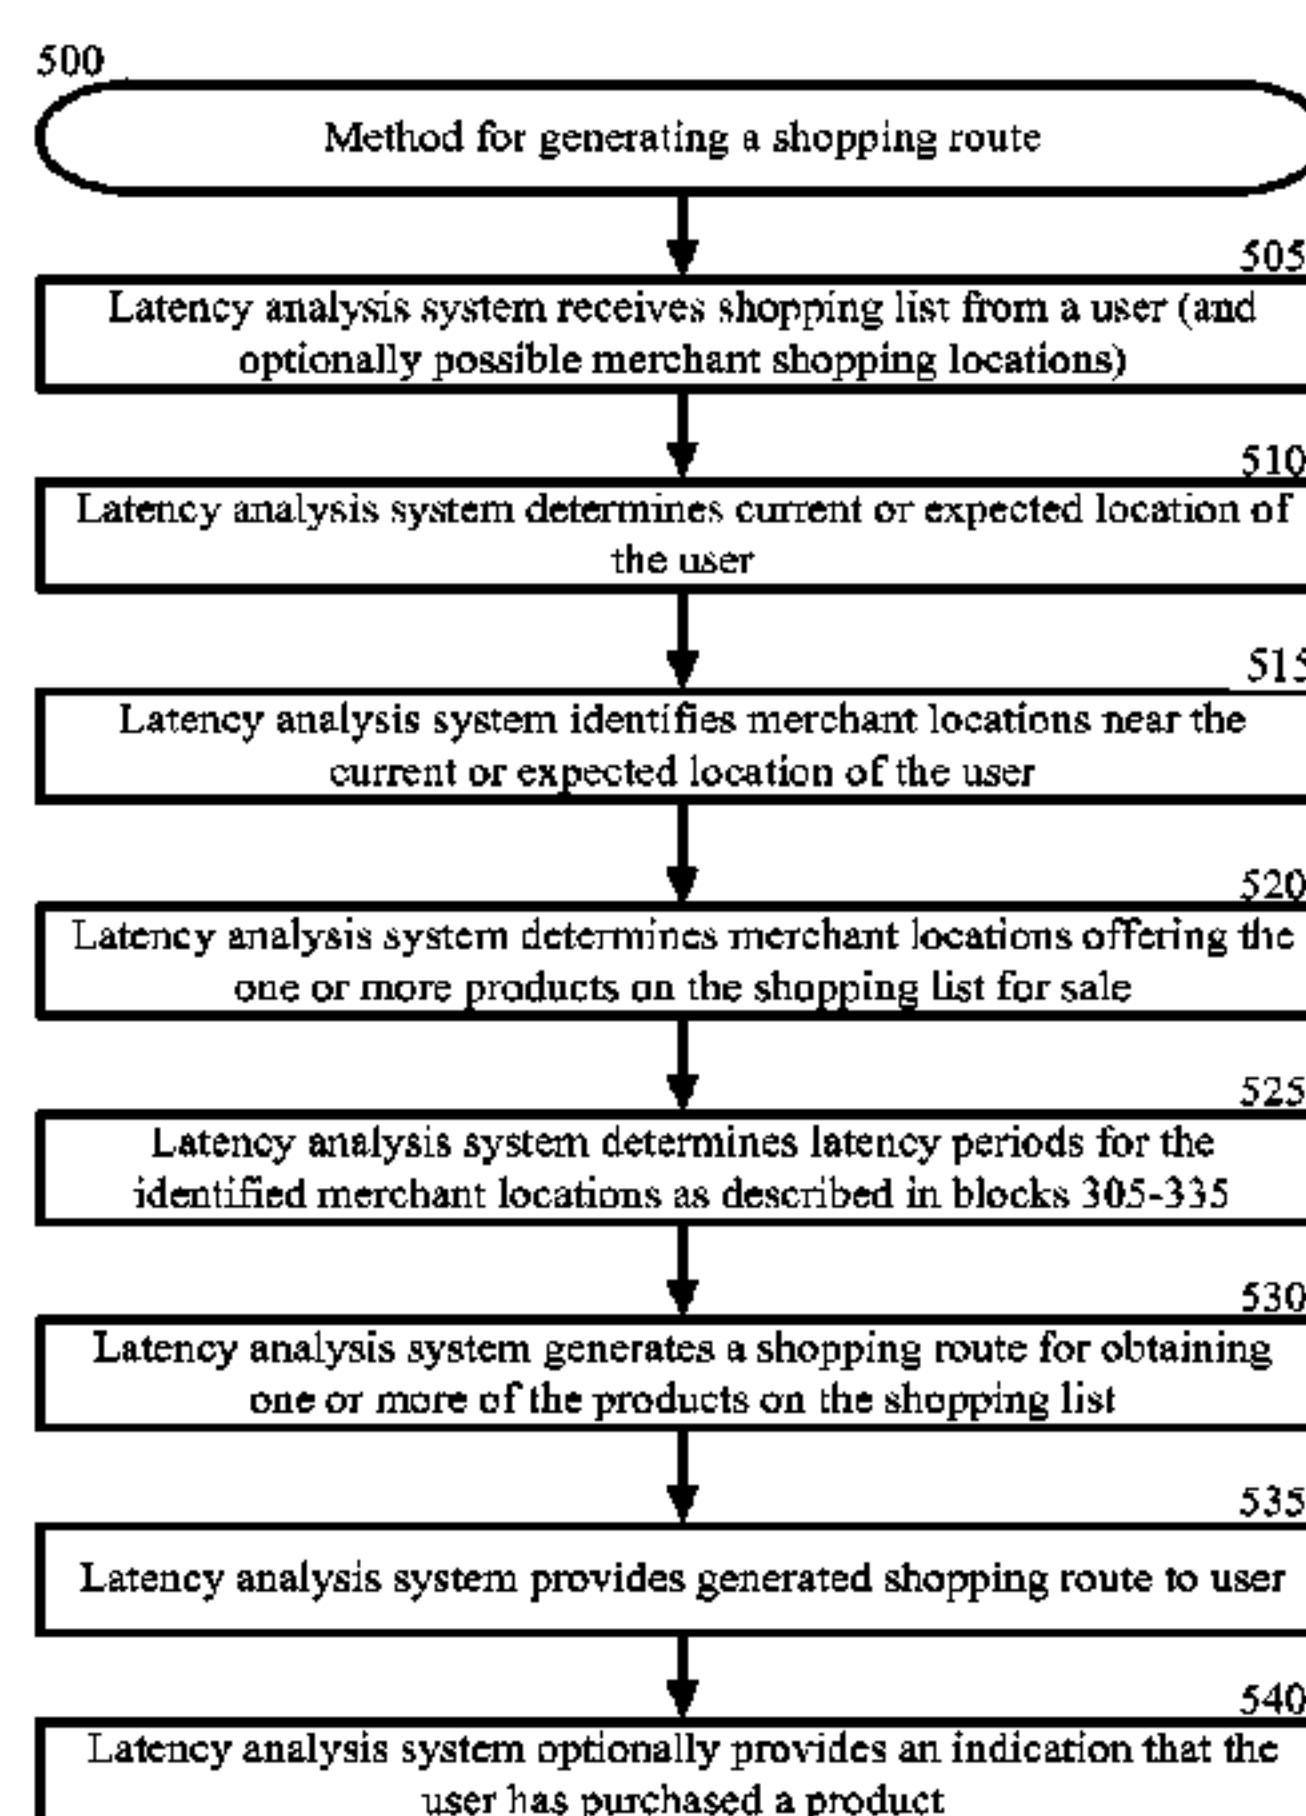 500
Method for generating a shopping route
505
Latency analysis system receives shopping list from a user (and
optionally possible merchant shopping locations)
510
Latency analysis system determines current or expected location of
the user
515
Latency analysis system identifies merchant locations near the
current or expected location of the user
520
Latency analysis system determines merchant locations offering the
one or more products on the shopping list for sale
525
Latency analysis system determines latency periods for the
identified merchant locations as described in blocks 305-335
530
Latency analysis system generates a shopping route for obtaining
one or more of the products on the shopping list
535
Latency analysis system provides generated shopping route to user
540
Latency analysis system optionally provides an indication that the
user has purchased a product